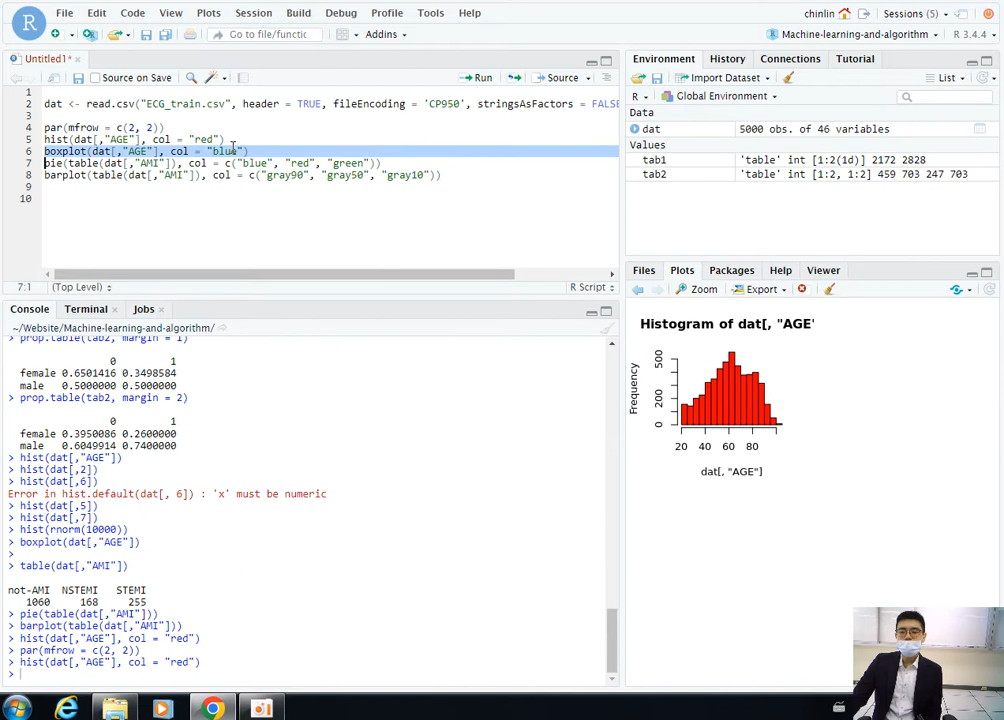 File Edit Code View Plots Session Build Debug Profile Tools Help
chinlin Sessions (5)
R
Go to file/function Addins
Machine-learning-and-algorithm R 3.4.4
Untitled1* ×
Source on Save Run Source
1
2 dat <- read.csv("ECG_train.csv", header = TRUE, fileEncoding = 'CP950', stringsAsFactors = FALSE
3
4 par(mfrow = c(2, 2))
5 hist(dat[,"AGE"], col = "red")
6 boxplot(dat[,"AGE"], col = "blue")
7 pie(table(dat[,"AMI"]), col = c("blue", "red", "green"))
8 barplot(table(dat[,"AMI"]), col = c("gray90", "gray50", "gray10"))
9
10
7:1 (Top Level) R Script
Console Terminal × Jobs ×
~/Website/Machine-learning-and-algorithm/
> prop.table(tab2, margin = 1)
0 1
female 0.6501416 0.3498584
male 0.5000000 0.5000000
> prop.table(tab2, margin = 2)
0 1
female 0.3950086 0.2600000
male 0.6049914 0.7400000
> hist(dat[,"AGE"])
> hist(dat[,2])
> hist(dat[,6])
Error in hist.default(dat[, 6]) : 'x' must be numeric
> hist(dat[,5])
> hist(dat[,7])
> hist(rnorm(10000))
> boxplot(dat[,"AGE"])
>
> table(dat[,"AMI"])
not-AMI NSTEMI STEMI
1060 168 255
> pie(table(dat[,"AMI"]))
> barplot(table(dat[,"AMI"]))
> hist(dat[,"AGE"], col = "red")
> par(mfrow = c(2, 2))
> hist(dat[,"AGE"], col = "red")
>
Environment History Connections Tutorial
Import Dataset List
R Global Environment
Data
dat 5000 obs. of 46 variables
Values
tab1 'table' int [1:2(1d)] 2172 2828
tab2 'table' int [1:2, 1:2] 459 703 247 703
Files Plots Packages Help Viewer
Zoom Export
Histogram of dat[, "AGE'
Frequency
500
200
0
20 40 60 80
dat[, "AGE"]